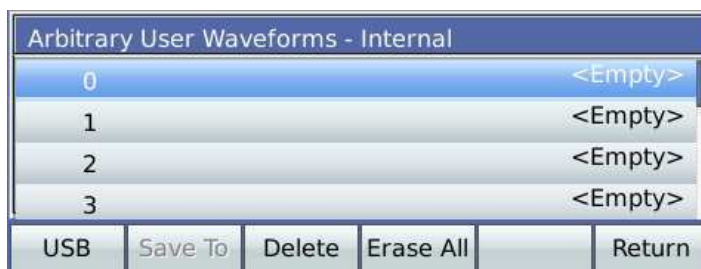 Arbitrary User Waveforms - Internal
0 <Empty>
1 <Empty>
2 <Empty>
3 <Empty>
USB Save To Delete Erase All Return